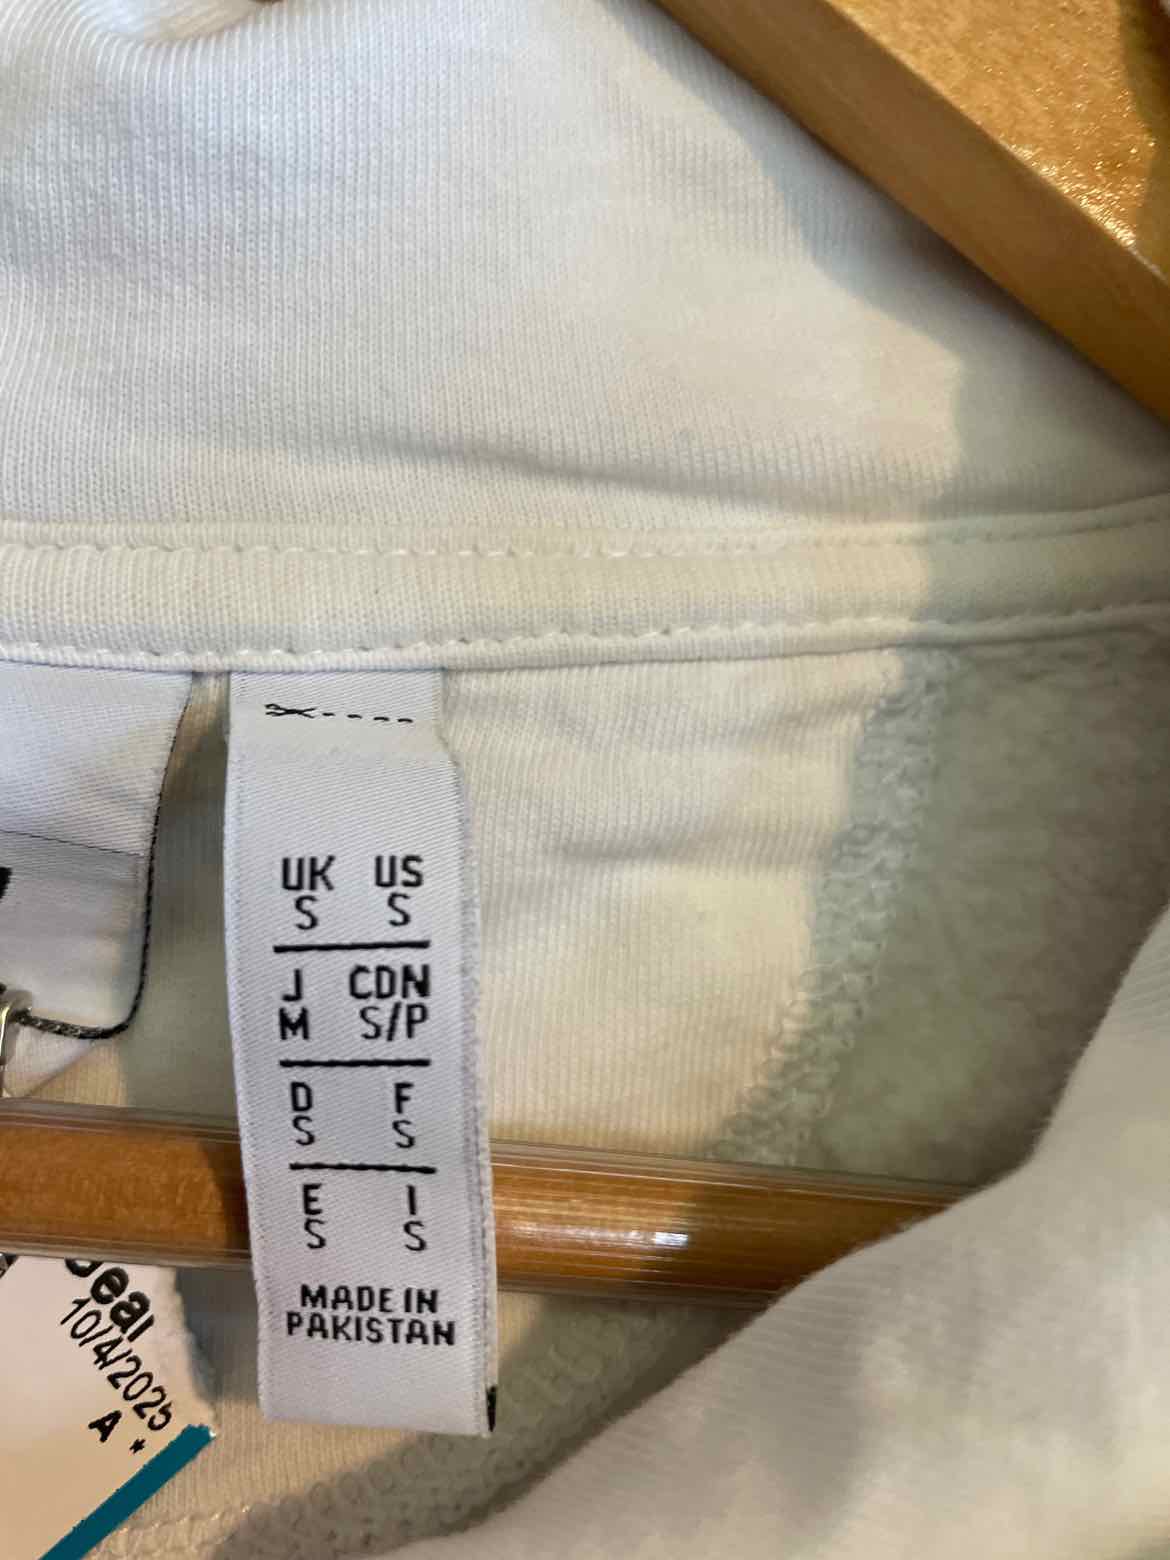 UK US
S S
J CDN
M S/P
D F
S S
E I
S S
MADE IN
PAKISTAN
10/4/2025
A *